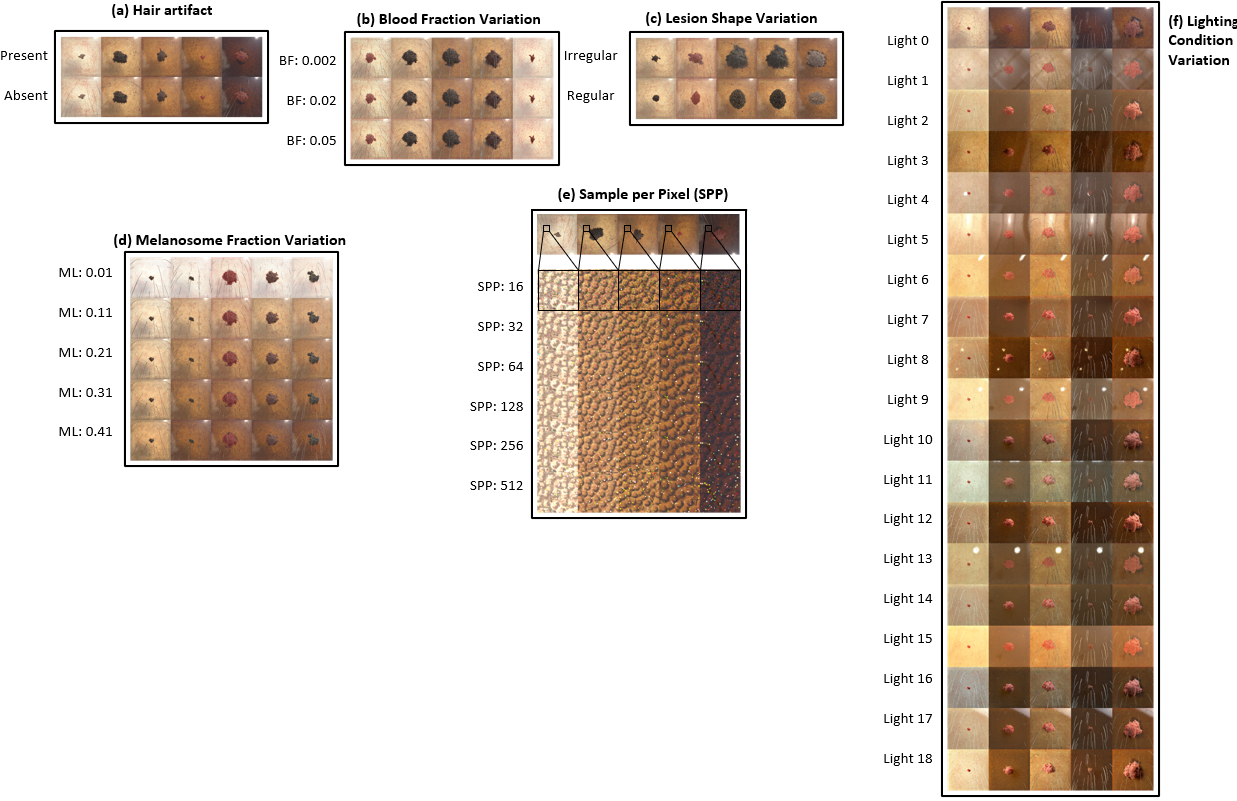 (a) Hair artifact
Present
Absent
(b) Blood Fraction Variation
BF: 0.002
BF: 0.02
BF: 0.05
(c) Lesion Shape Variation
Irregular
Regular
(d) Melanosome Fraction Variation
ML: 0.01
ML: 0.11
ML: 0.21
ML: 0.31
ML: 0.41
(e) Sample per Pixel (SPP)
SPP: 16
SPP: 32
SPP: 64
SPP: 128
SPP: 256
SPP: 512
(f) Lighting
Condition
Variation
Light 0
Light 1
Light 2
Light 3
Light 4
Light 5
Light 6
Light 7
Light 8
Light 9
Light 10
Light 11
Light 12
Light 13
Light 14
Light 15
Light 16
Light 17
Light 18